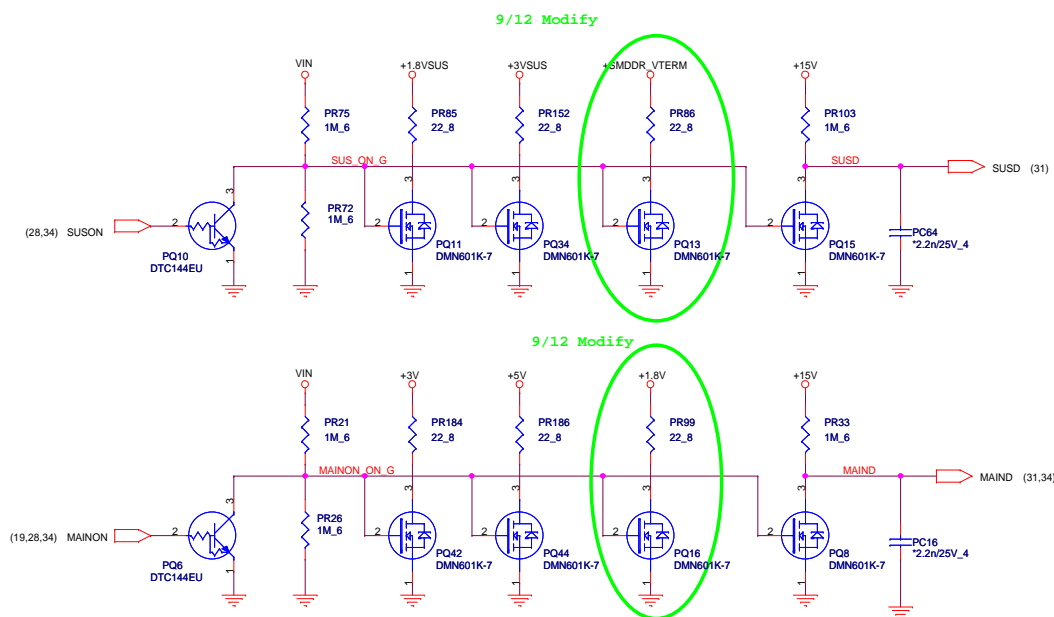 9/12 Modify
VIN
+1.8VSUS
+3VSUS
+SMDDR_VTERM
+15V
PR75
1M_6
PR85
22_8
PR152
22_8
PR86
22_8
PR103
1M_6
SUS_ON_G
SUSD
SUSD (31)
3
3
3
3
3
PR72
1M_6
(28,34) SUSON
2
2
2
2
2
PQ10
DTC144EU
PQ11
DMN601K-7
PQ34
DMN601K-7
PQ13
DMN601K-7
PQ15
DMN601K-7
PC64
*2.2n/25V_4
1
1
1
1
1
9/12 Modify
VIN
+3V
+5V
+1.8V
+15V
PR21
1M_6
PR184
22_8
PR186
22_8
PR99
22_8
PR33
1M_6
MAINON_ON_G
MAIND
MAIND (31,34)
3
3
3
3
3
PR26
1M_6
(19,28,34) MAINON
2
2
2
2
2
PQ6
DTC144EU
PQ42
DMN601K-7
PQ44
DMN601K-7
PQ16
DMN601K-7
PQ8
DMN601K-7
PC16
*2.2n/25V_4
1
1
1
1
1